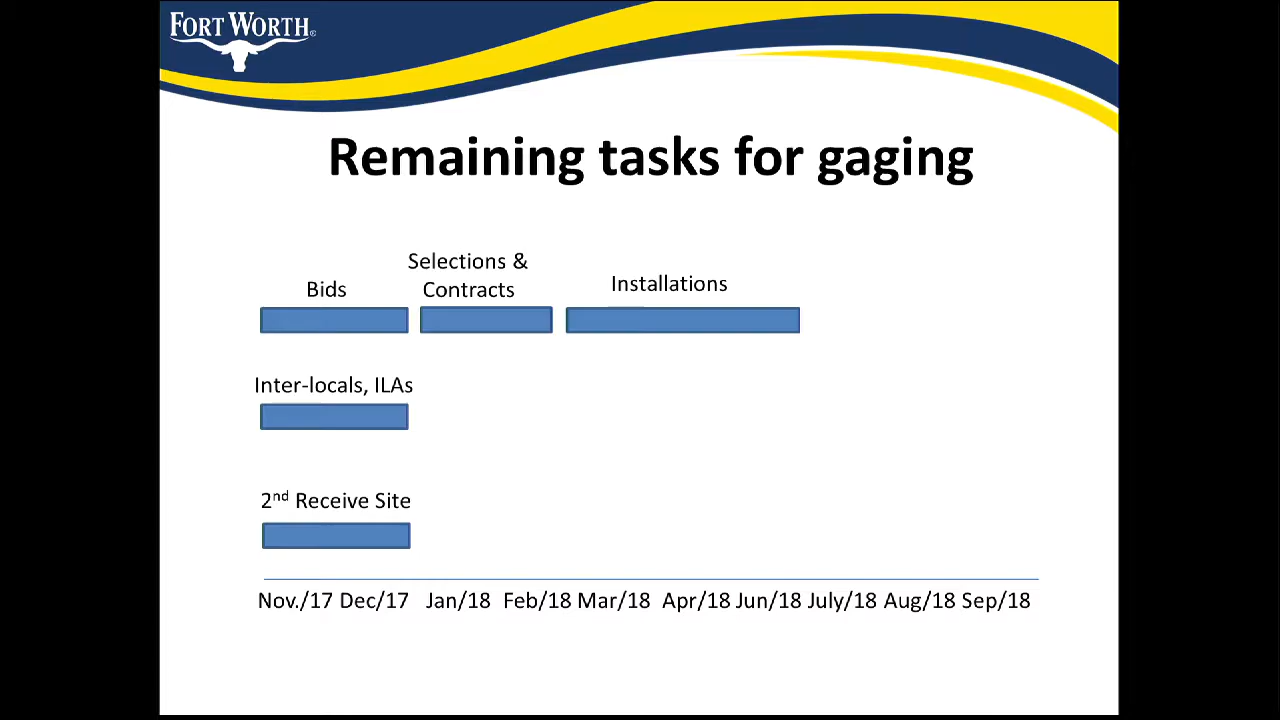 FORT WORTH®
Remaining tasks for gaging
Bids
Selections &
Contracts
Installations
Inter-locals, ILAs
2nd Receive Site
Nov./17 Dec/17 Jan/18 Feb/18 Mar/18 Apr/18 Jun/18 July/18 Aug/18 Sep/18